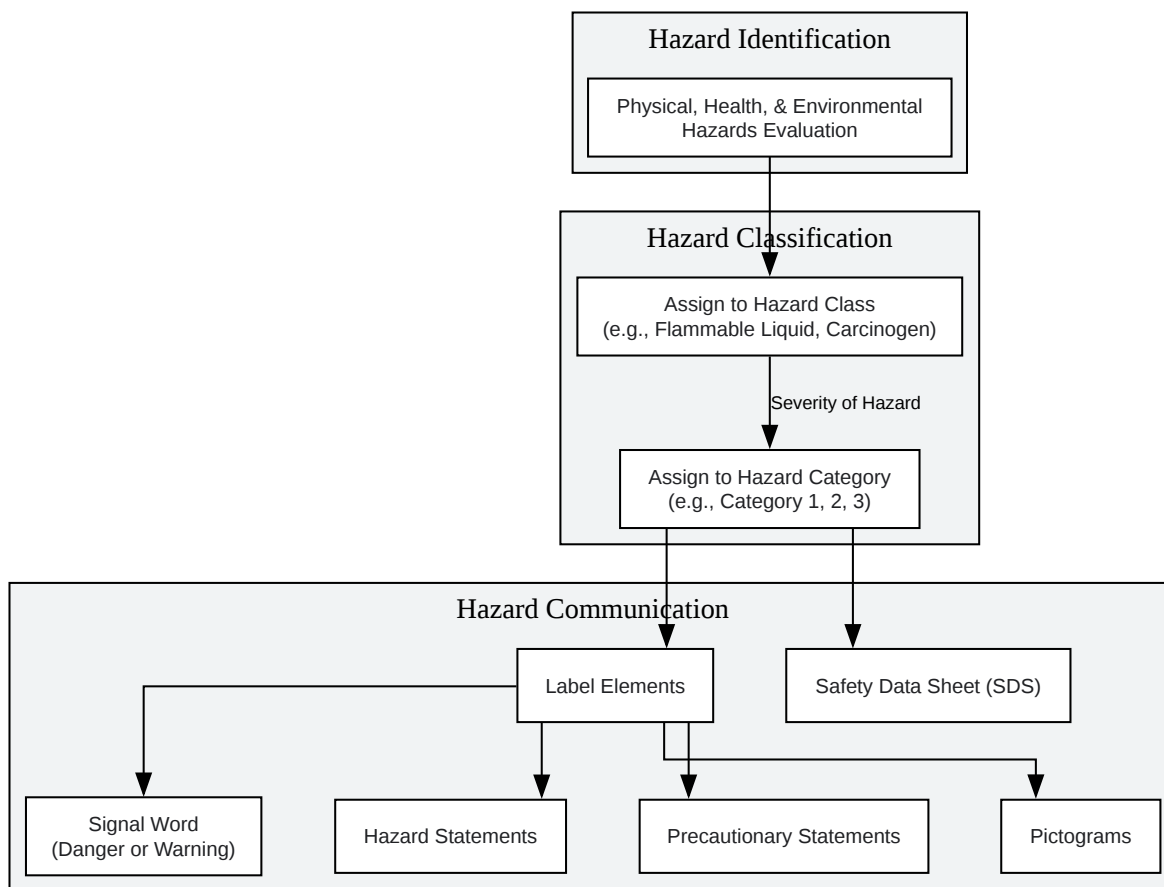 Hazard Identification
Physical, Health, & Environmental
Hazards Evaluation
Hazard Classification
Assign to Hazard Class
(e.g., Flammable Liquid, Carcinogen)
Severity of Hazard
Assign to Hazard Category
(e.g., Category 1, 2, 3)
Hazard Communication
Label Elements
Safety Data Sheet (SDS)
Signal Word
(Danger or Warning)
Hazard Statements
Precautionary Statements
Pictograms